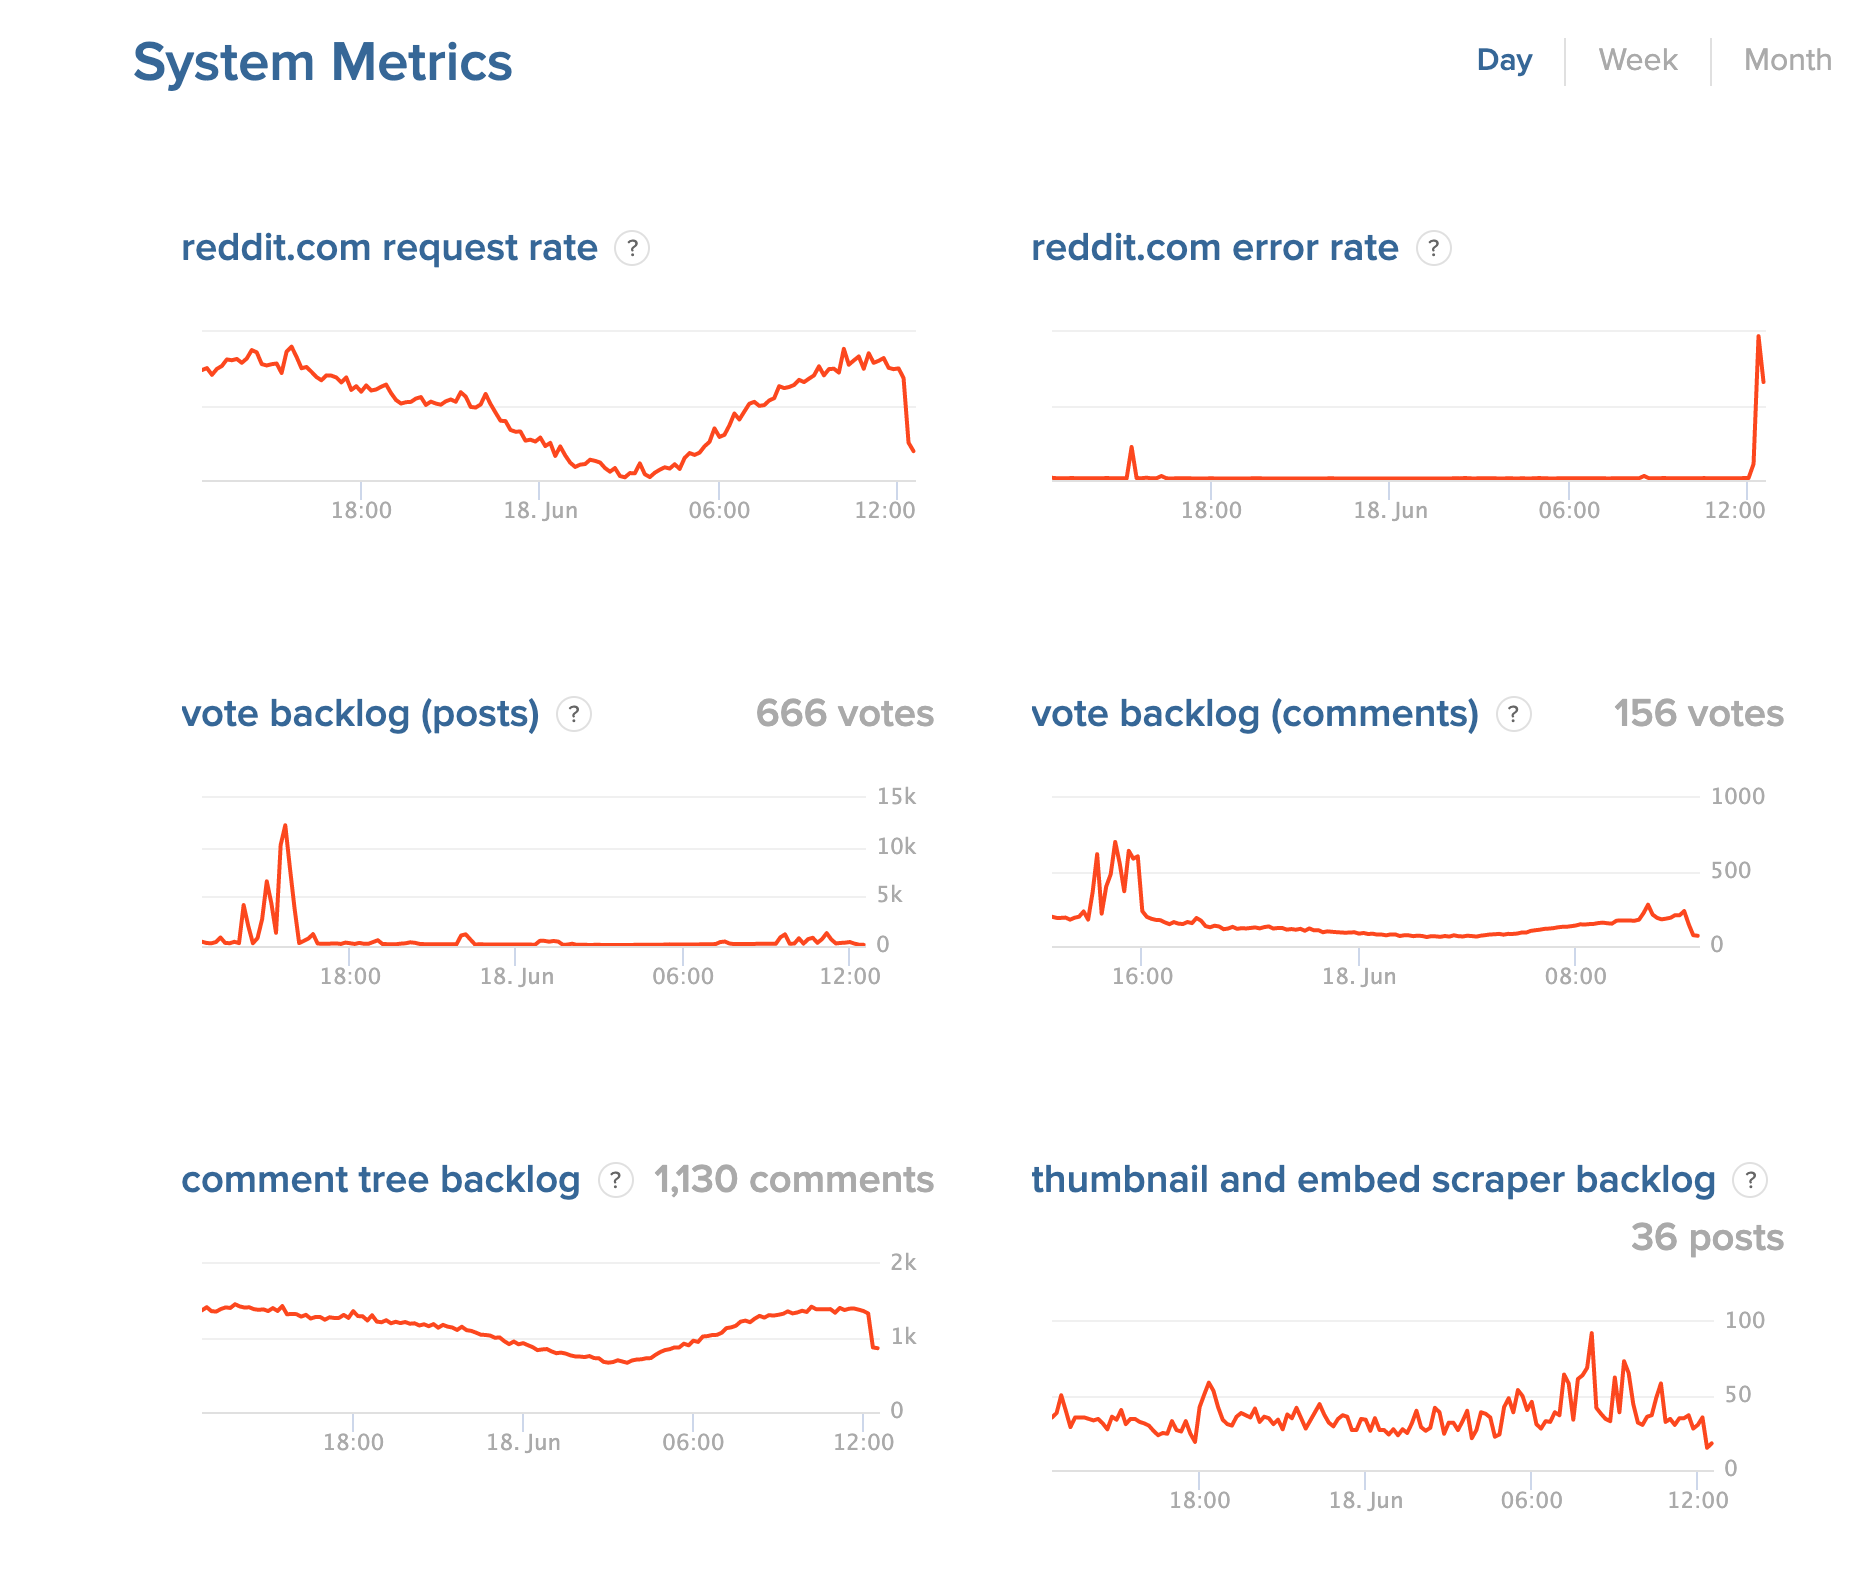 System Metrics
Day Week Month
reddit.com request rate ?
18:00 18. Jun 06:00 12:00
reddit.com error rate ?
18:00 18. Jun 06:00 12:00
vote backlog (posts) ? 666 votes
15k
10k
5k
0
18:00 18. Jun 06:00 12:00
vote backlog (comments) ? 156 votes
1000
500
0
16:00 18. Jun 08:00
comment tree backlog ? 1,130 comments
2k
1k
0
18:00 18. Jun 06:00 12:00
thumbnail and embed scraper backlog ?
36 posts
100
50
0
18:00 18. Jun 06:00 12:00